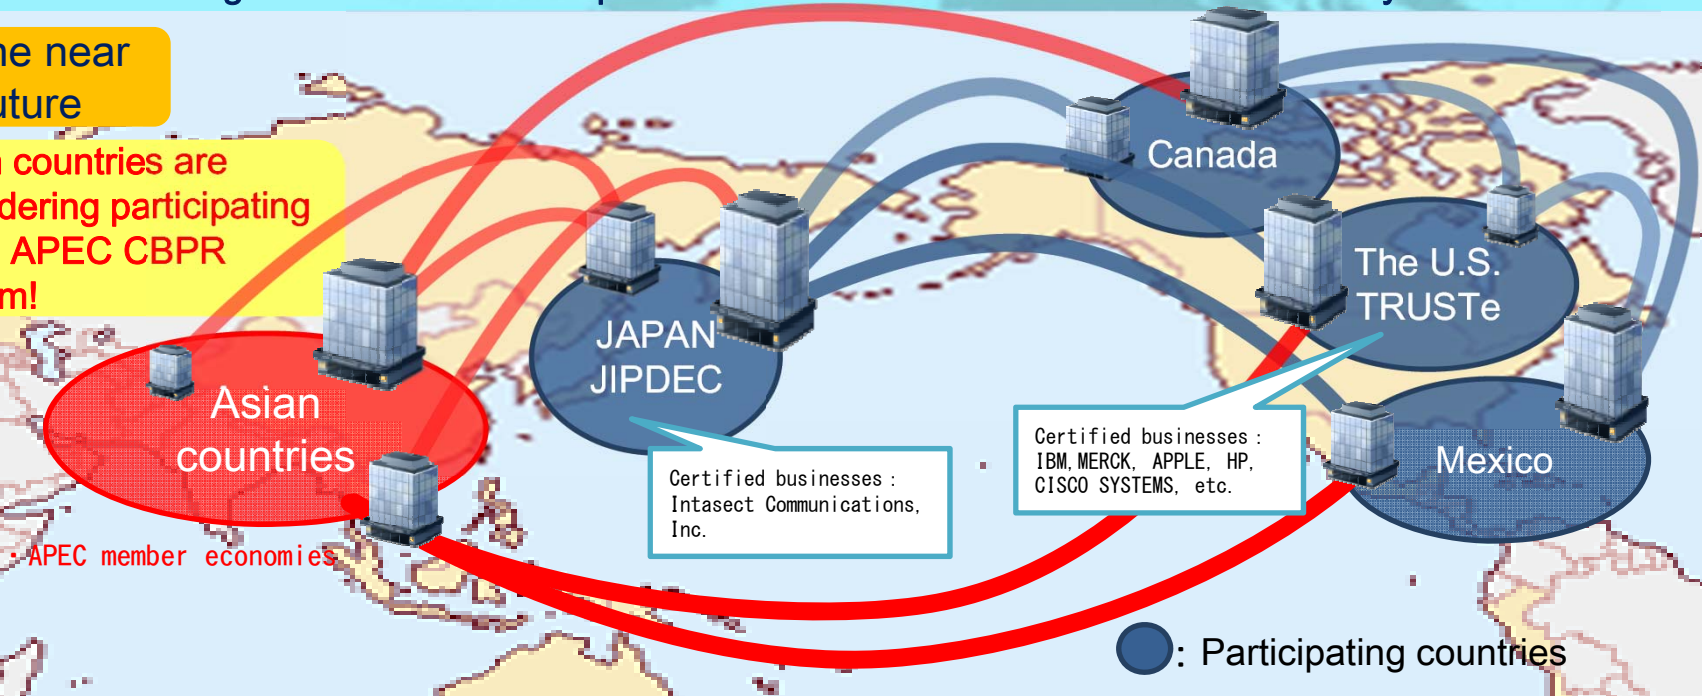 ne near
uture
countries are
dering participating
APEC CBPR
m!
Canada
The U.S.
TRUSTe
JAPAN
JIPDEC
Asian
countries
Certified businesses：
IBM,MERCK, APPLE, HP,
CISCO SYSTEMS, etc.
Mexico
Certified businesses：
Intasect Communications,
Inc.
・APEC member economies
：Participating countries